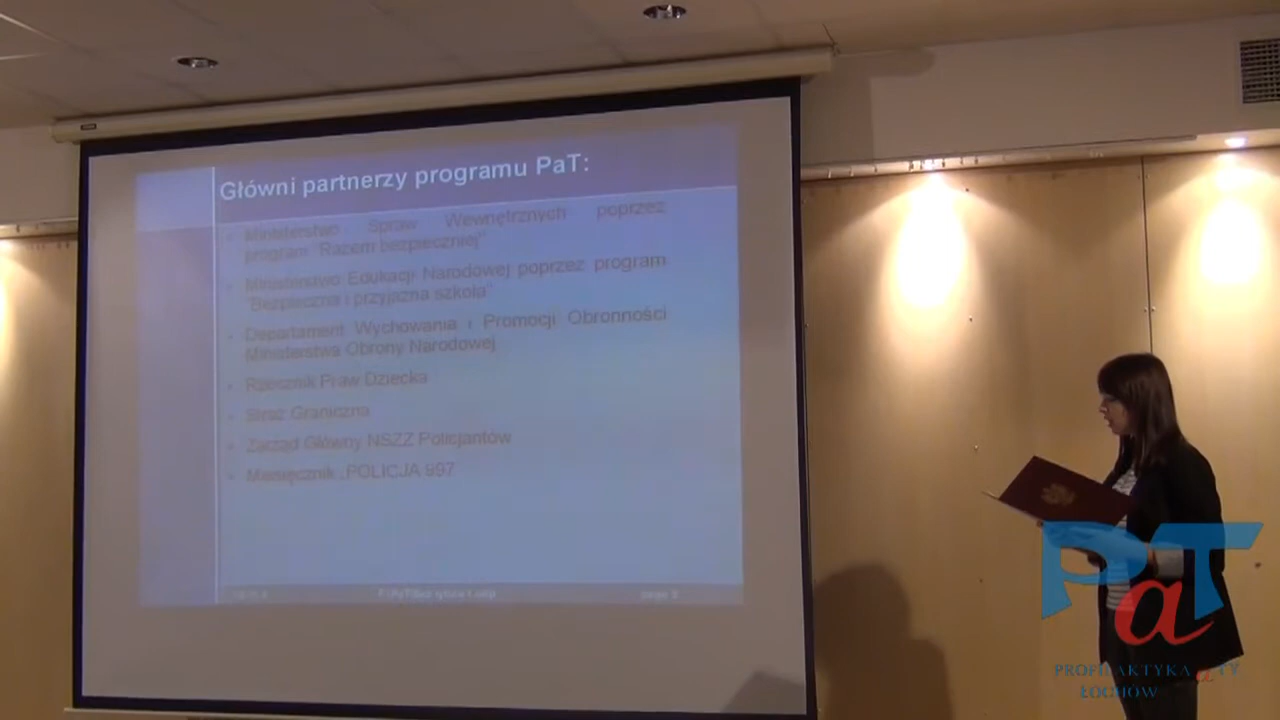 Główni partnerzy programu PaT:
Ministerstwo Spraw Wewnętrznych poprzez
program "Razem bezpieczniej"
Ministerstwo Edukacji Narodowej poprzez program
"Bezpieczna i przyjazna szkoła"
Departament Wychowania i Promocji Obronności
Ministerstwa Obrony Narodowej
Rzecznik Praw Dziecka
Straż Graniczna
Zarząd Główny NSZZ Policjantów
Miesięcznik „POLICJA 997
PaT
PROFILAKTYKA a TY
ŁOCHÓW